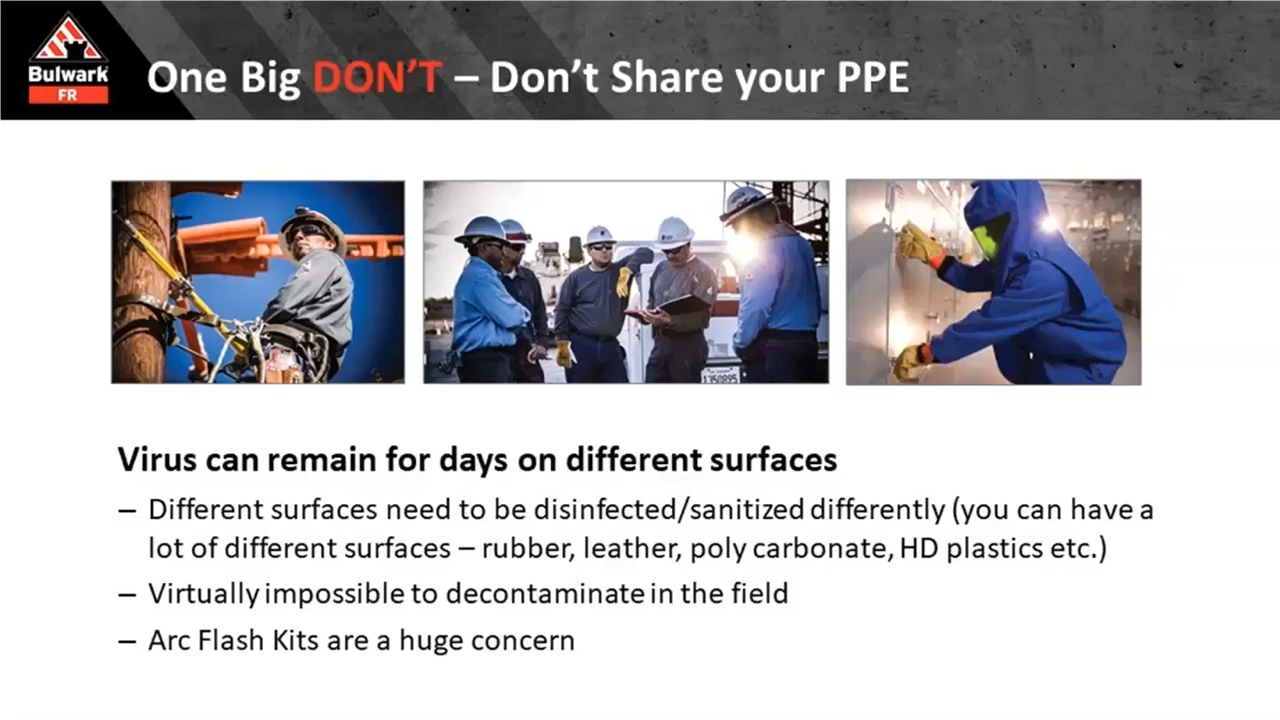 Bulwark
FR
One Big DON'T – Don't Share your PPE
1350895
Virus can remain for days on different surfaces
– Different surfaces need to be disinfected/sanitized differently (you can have a
lot of different surfaces – rubber, leather, poly carbonate, HD plastics etc.)
– Virtually impossible to decontaminate in the field
– Arc Flash Kits are a huge concern